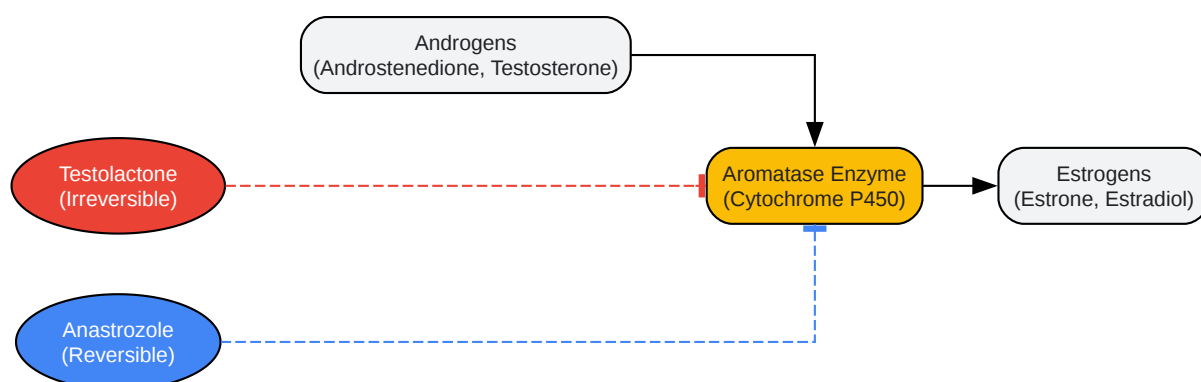 Androgens
(Androstenedione, Testosterone)
Testolactone
(Irreversible)
Aromatase Enzyme
(Cytochrome P450)
Estrogens
(Estrone, Estradiol)
Anastrozole
(Reversible)